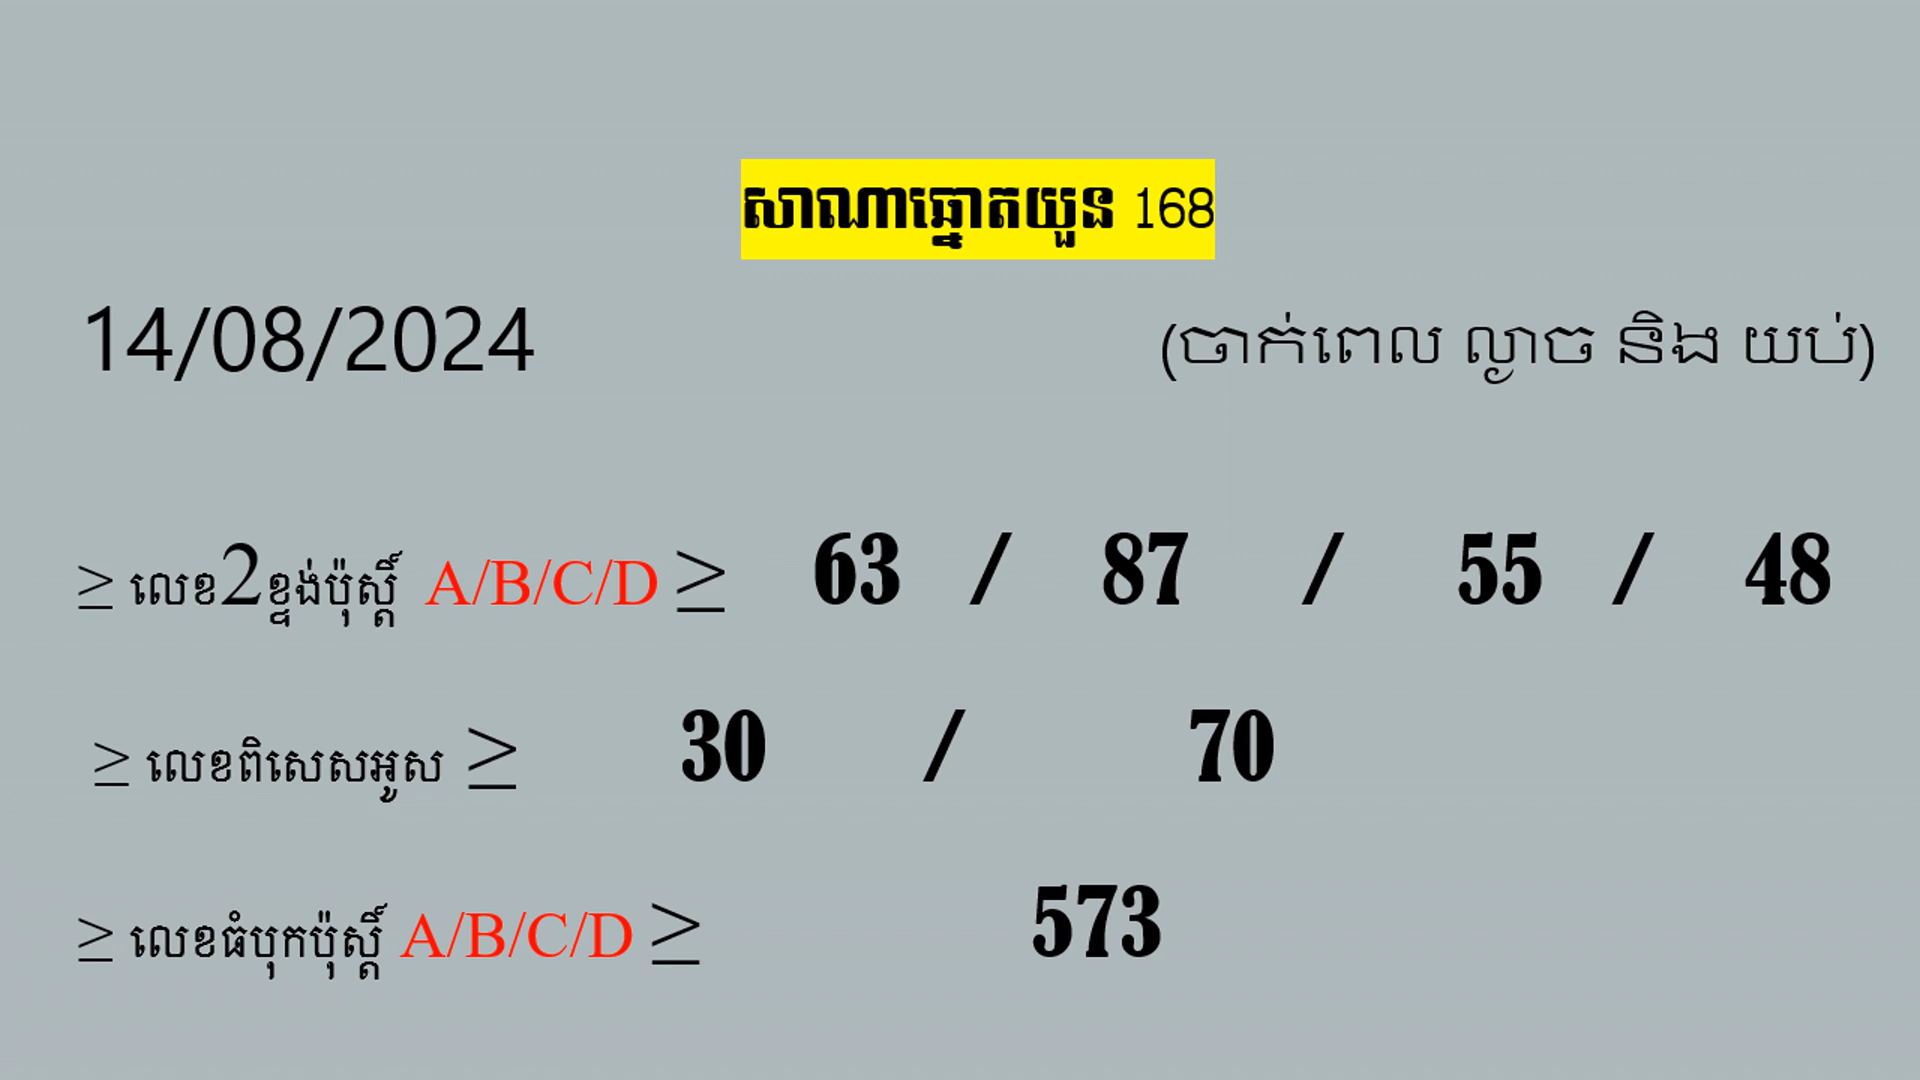 សាណាឆ្នោតយួន 168
14/08/2024 (ចាក់ពេល ល្ងាច និង យប់)
≥ លេខ2ខ្ទង់ប៉ុស្តិ៍ A/B/C/D ≥ 63 / 87 / 55 / 48
≥ លេខពិសេសអូស ≥ 30 / 70
≥ លេខធំបុកប៉ុស្តិ៍ A/B/C/D ≥ 573